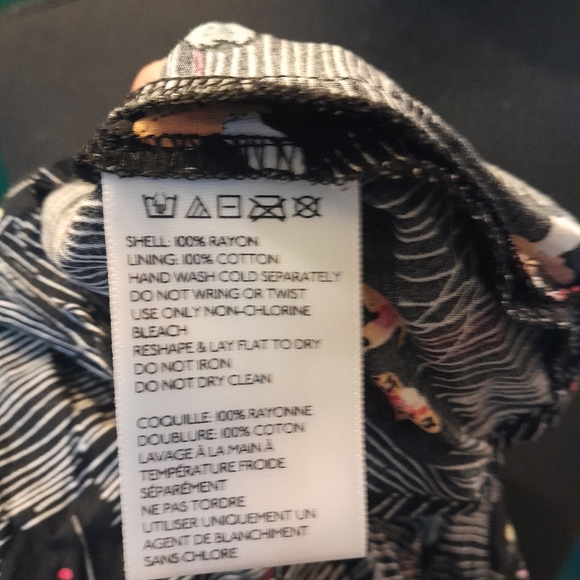 SHELL: 100% RAYON
LINING: 100% COTTON
HAND WASH COLD SEPARATELY
DO NOT WRING OR TWIST
USE ONLY NON-CHLORINE
BLEACH
RESHAPE & LAY FLAT TO DRY
DO NOT IRON
DO NOT DRY CLEAN
COQUILLE: 100% RAYONNE
DOUBLURE: 100% COTON
LAVAGE À LA MAIN À
TEMPÉRATURE FROIDE
SÉPARÉMENT
NE PAS TORDRE
UTILISER UNIQUEMENT UN
AGENT DE BLANCHIMENT
SANS CHLORE